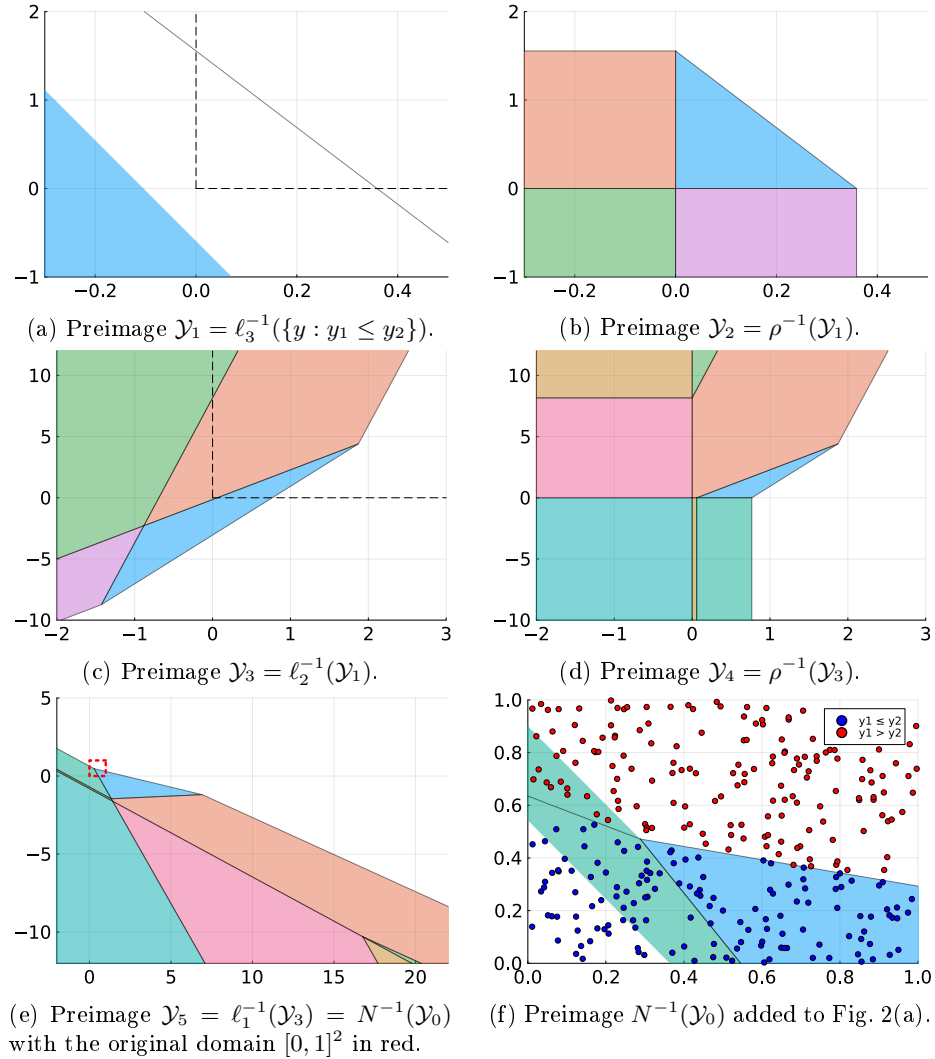 2
1
0
−1
−0.2 0.0 0.2 0.4
(a) Preimage 𝒴₁ = ℓ₃⁻¹({y : y₁ ≤ y₂}).
2
1
0
−1
−0.2 0.0 0.2 0.4
(b) Preimage 𝒴₂ = ρ⁻¹(𝒴₁).
10
5
0
−5
−10
−2 −1 0 1 2 3
(c) Preimage 𝒴₃ = ℓ₂⁻¹(𝒴₁).
10
5
0
−5
−10
−2 −1 0 1 2 3
(d) Preimage 𝒴₄ = ρ⁻¹(𝒴₃).
5
0
−5
−10
0 5 10 15 20
(e) Preimage 𝒴₅ = ℓ₁⁻¹(𝒴₃) = N⁻¹(𝒴₀)
with the original domain [0, 1]² in red.
1.0
0.8
0.6
0.4
0.2
0.0
0.0 0.2 0.4 0.6 0.8 1.0
y1 ≤ y2
y1 > y2
(f) Preimage N⁻¹(𝒴₀) added to Fig. 2(a).